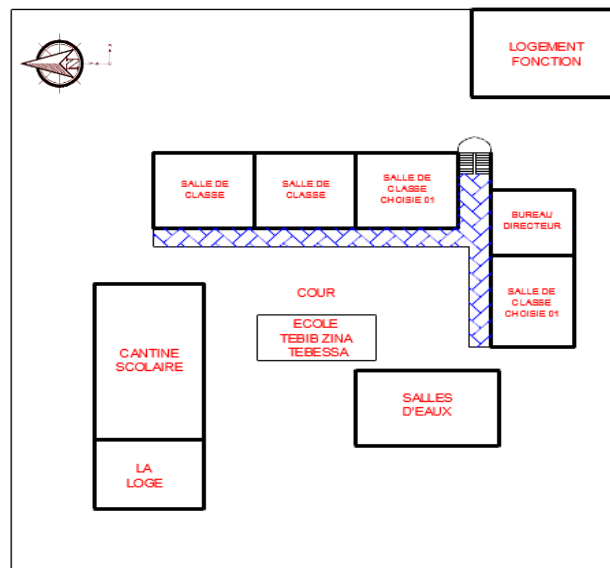 LOGEMENT
FONCTION
SALLE DE
CLASSE
SALLE DE
CLASSE
SALLE DE
CLASSE
CHOISIE 01
BUREAU
DIRECTEUR
SALLE DE
CLASSE
CHOISIE 01
COUR
ECOLE
TEBIB ZINA
TEBESSA
CANTINE
SCOLAIRE
SALLES
D'EAUX
LA
LOGE